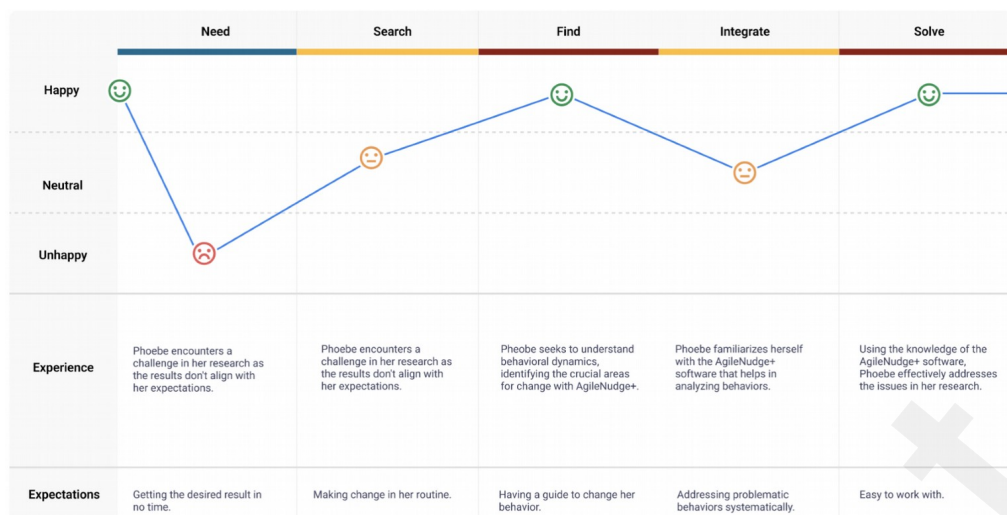 Need
Search
Find
Integrate
Solve
Happy
Neutral
Unhappy
Experience
Phoebe encounters a
challenge in her research as
the results don't align with
her expectations.
Phoebe encounters a
challenge in her research as
the results don't align with
her expectations.
Pheobe seeks to understand
behavioral dynamics,
identifying the crucial areas
for change with AgileNudge+.
Phoebe familiarizes herself
with the AgileNudge+
software that helps in
analyzing behaviors.
Using the knowledge of the
AgileNudge+ software,
Phoebe effectively addresses
the issues in her research.
Expectations
Getting the desired result in
no time.
Making change in her routine.
Having a guide to change her
behavior.
Addressing problematic
behaviors systematically.
Easy to work with.